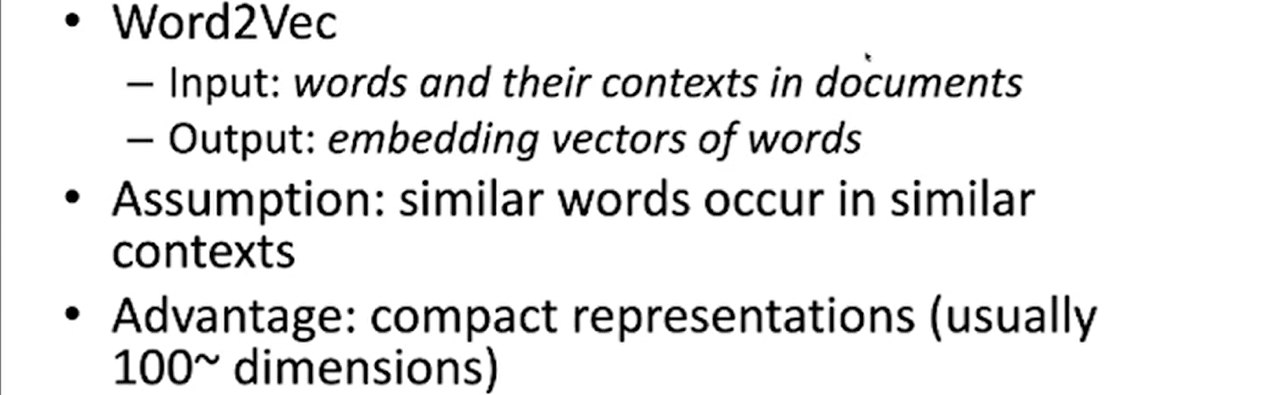 • Word2Vec
– Input: words and their contexts in documents
– Output: embedding vectors of words
• Assumption: similar words occur in similar
contexts
• Advantage: compact representations (usually
100~ dimensions)